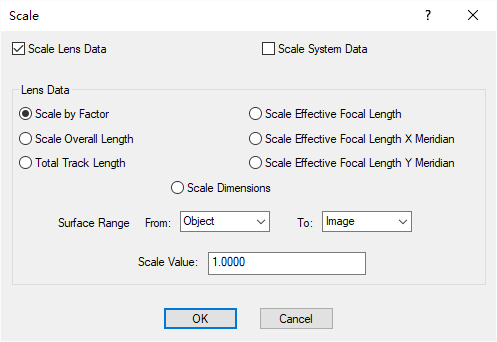 Scale ?
Scale Lens Data Scale System Data
Lens Data
Scale by Factor Scale Effective Focal Length
Scale Overall Length Scale Effective Focal Length X Meridian
Total Track Length Scale Effective Focal Length Y Meridian
Scale Dimensions
Surface Range From: Object To: Image
Scale Value: 1.0000
OK Cancel